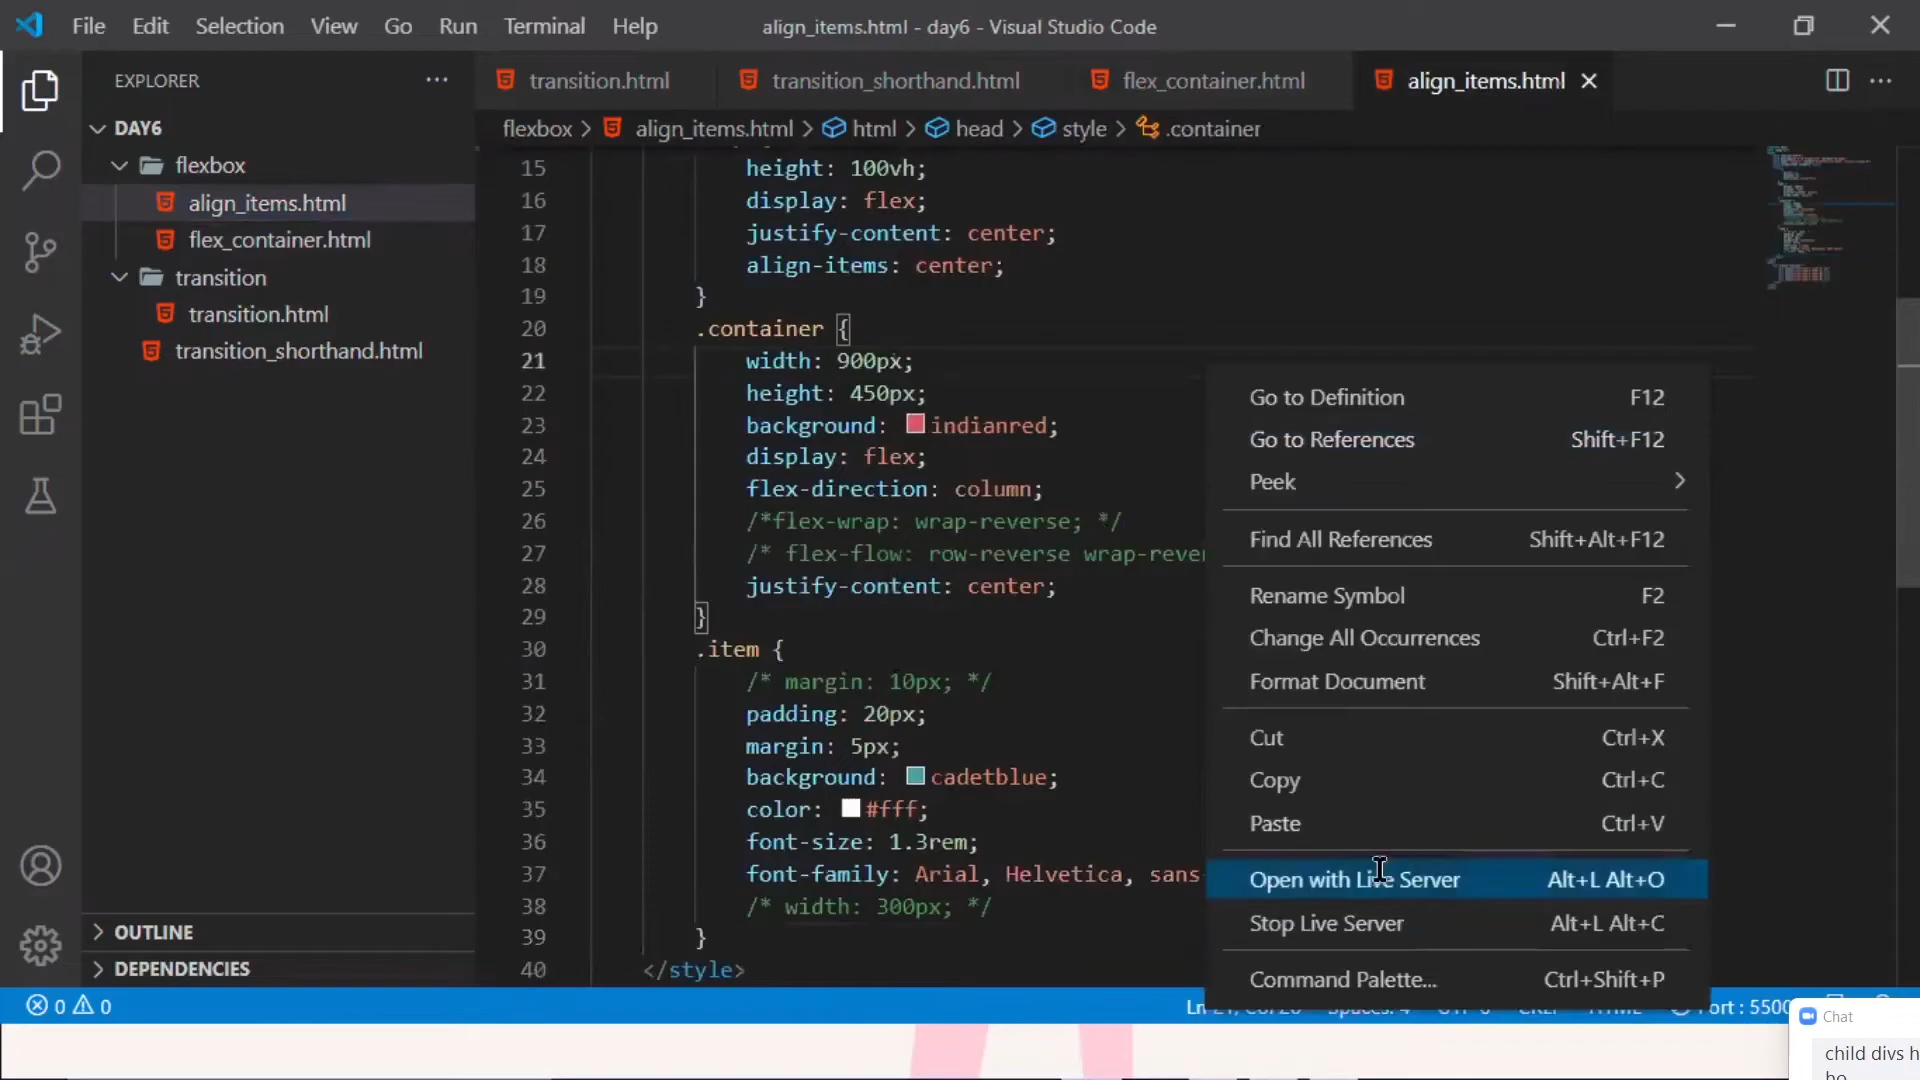 File Edit Selection View Go Run Terminal Help
align_items.html - day6 - Visual Studio Code
EXPLORER
DAY6
flexbox
align_items.html
flex_container.html
transition
transition.html
transition_shorthand.html
OUTLINE
DEPENDENCIES
transition.html transition_shorthand.html flex_container.html align_items.html
flexbox > align_items.html > html > head > style > .container
15 height: 100vh;
16 display: flex;
17 justify-content: center;
18 align-items: center;
19 }
20 .container {
21 width: 900px;
22 height: 450px;
23 background: indianred;
24 display: flex;
25 flex-direction: column;
26 /*flex-wrap: wrap-reverse; */
27 /* flex-flow: row-reverse wrap-rever
28 justify-content: center;
29 }
30 .item {
31 /* margin: 10px; */
32 padding: 20px;
33 margin: 5px;
34 background: cadetblue;
35 color: #fff;
36 font-size: 1.3rem;
37 font-family: Arial, Helvetica, sans
38 /* width: 300px; */
39 }
40 </style>
Go to Definition F12
Go to References Shift+F12
Peek
Find All References Shift+Alt+F12
Rename Symbol F2
Change All Occurrences Ctrl+F2
Format Document Shift+Alt+F
Cut Ctrl+X
Copy Ctrl+C
Paste Ctrl+V
Open with Live Server Alt+L Alt+O
Stop Live Server Alt+L Alt+C
Command Palette... Ctrl+Shift+P
0 0
ort : 5500
Chat
child divs h